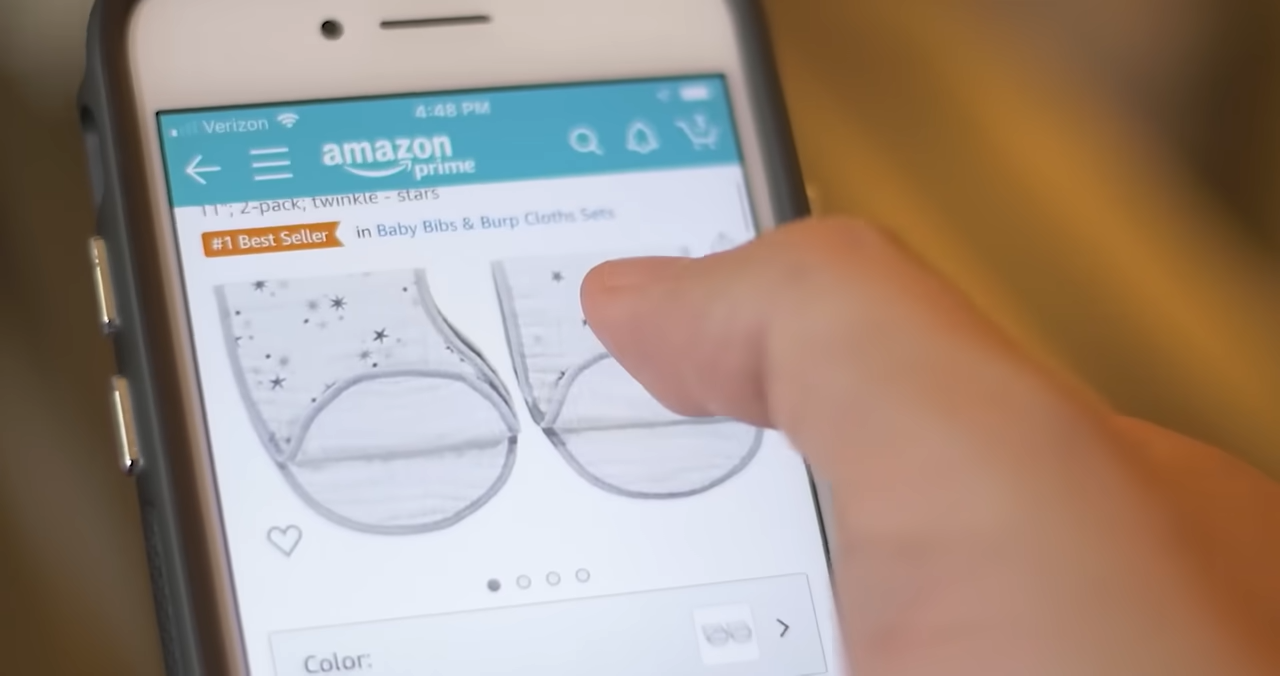 Verizon 4:48 PM
amazon
prime
11"; 2-pack; twinkle - stars
#1 Best Seller in Baby Bibs & Burp Cloths Sets
Color: